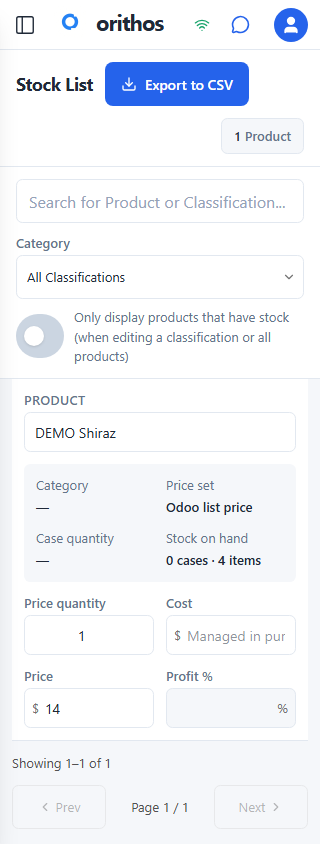 orithos
Stock List
Export to CSV
1 Product
Search for Product or Classification...
Category
All Classifications
Only display products that have stock
(when editing a classification or all
products)
PRODUCT
DEMO Shiraz
Category
Price set
—
Odoo list price
Case quantity
Stock on hand
—
0 cases · 4 items
Price quantity
Cost
1
$ Managed in pur
Price
Profit %
$ 14
%
Showing 1–1 of 1
Prev
Page 1 / 1
Next